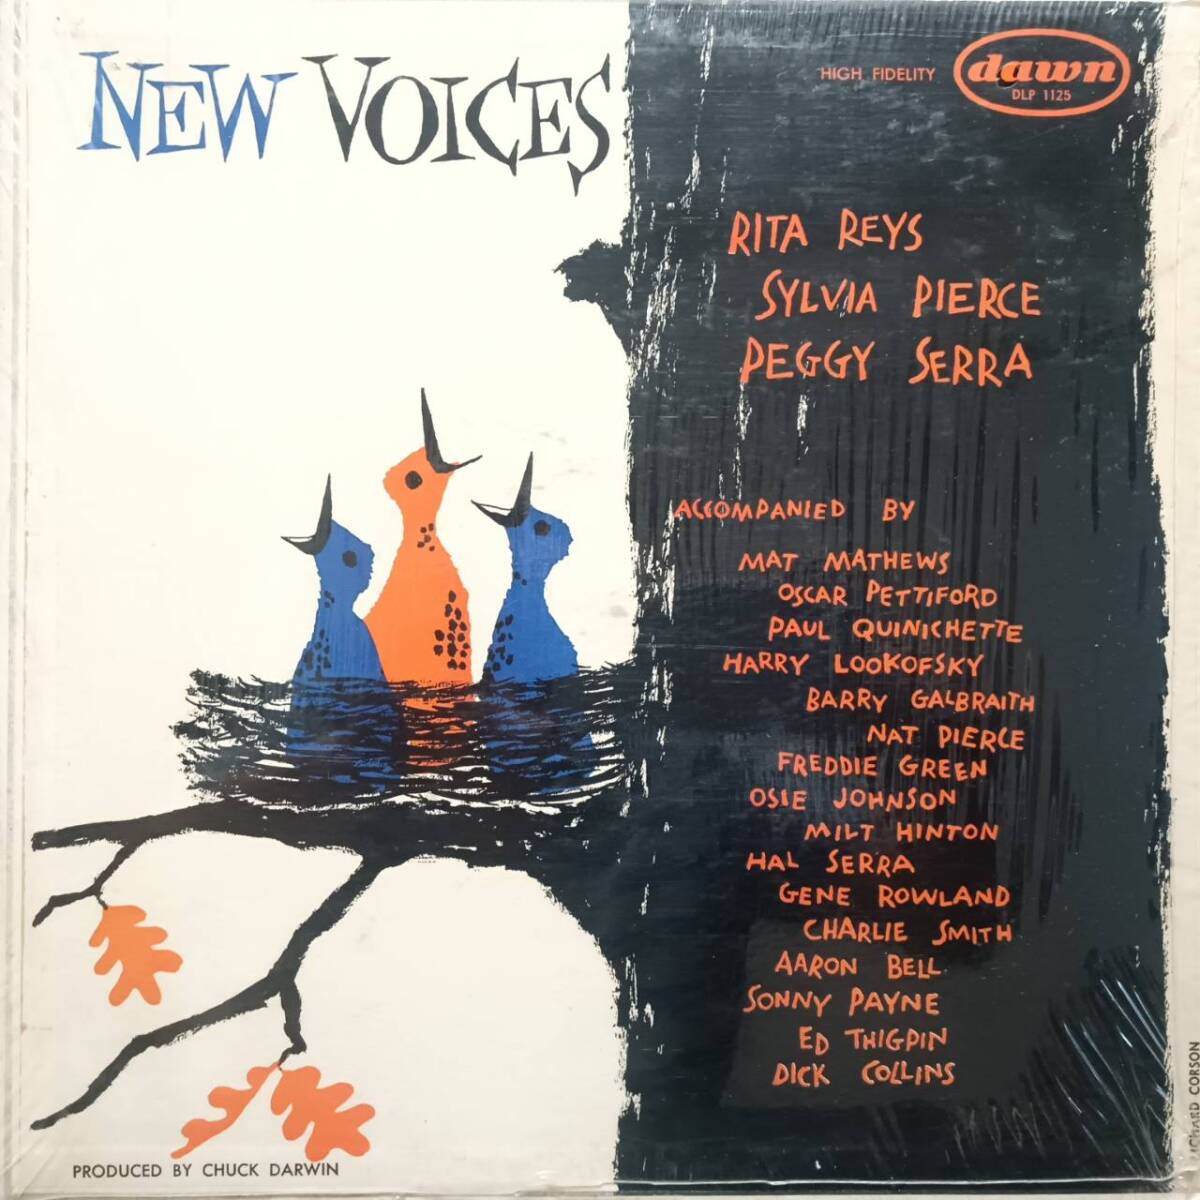 NEW VOICES
HIGH FIDELITY
dawn
DLP 1125
RITA REYS
SYLVIA PIERCE
PEGGY SERRA
ACCOMPANIED BY
MAT MATHEWS
OSCAR PETTIFORD
PAUL QUINICHETTE
HARRY LOOKOFSKY
BARRY GALBRAITH
NAT PIERCE
FREDDIE GREEN
OSIE JOHNSON
MILT HINTON
HAL SERRA
GENE ROWLAND
CHARLIE SMITH
AARON BELL
SONNY PAYNE
ED THIGPIN
DICK COLLINS
PRODUCED BY CHUCK DARWIN
CORSON